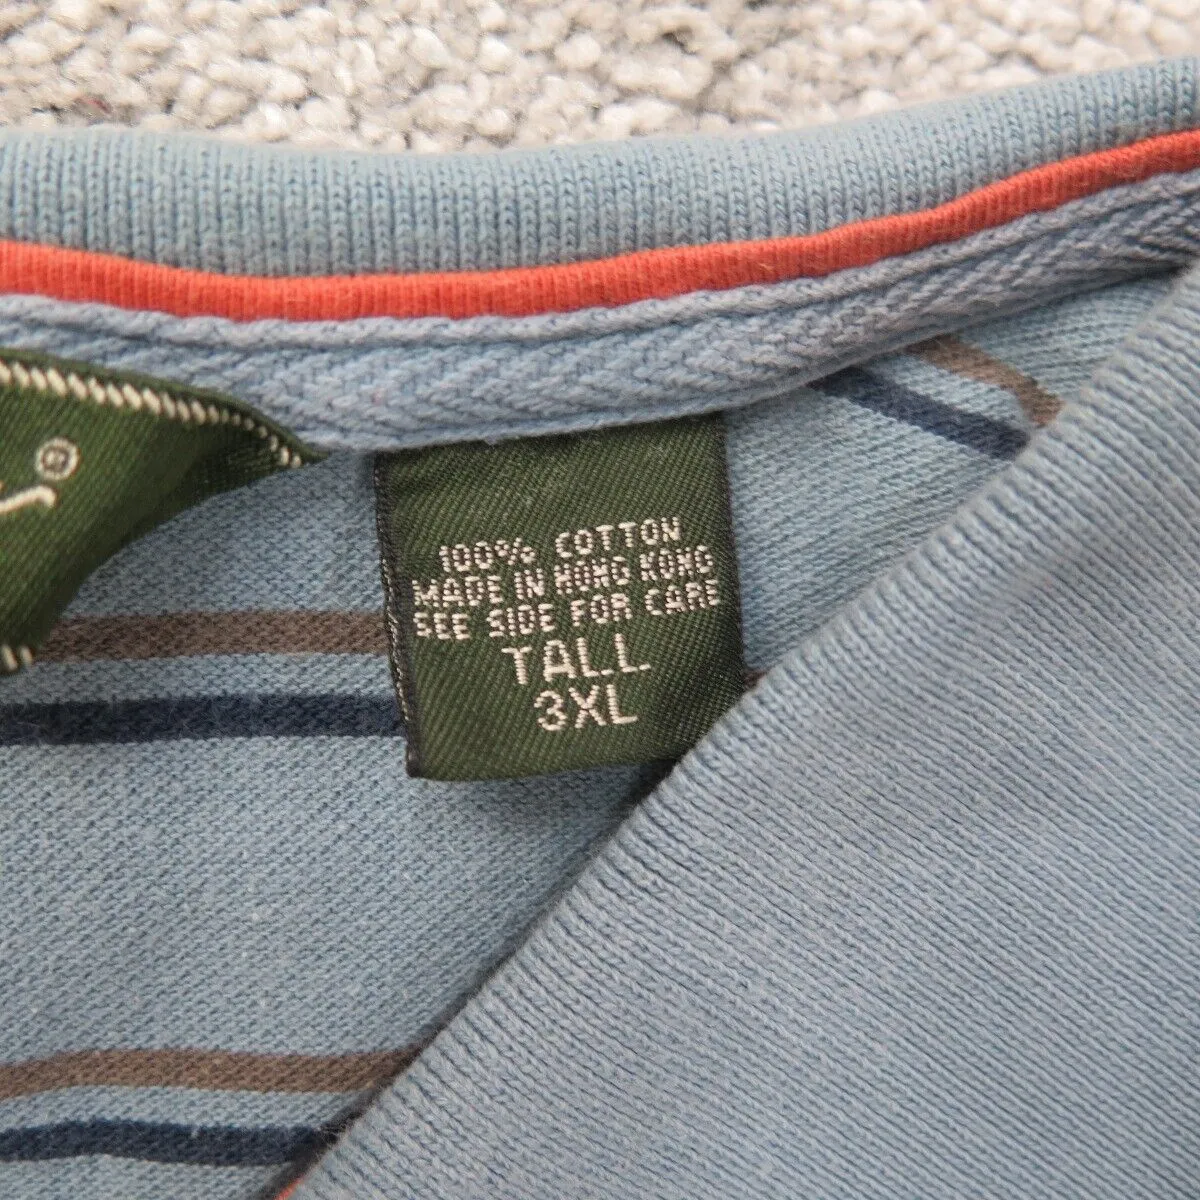 ®
100% COTTON
MADE IN HONG KONG
SEE SIDE FOR CARE
TALL
3XL